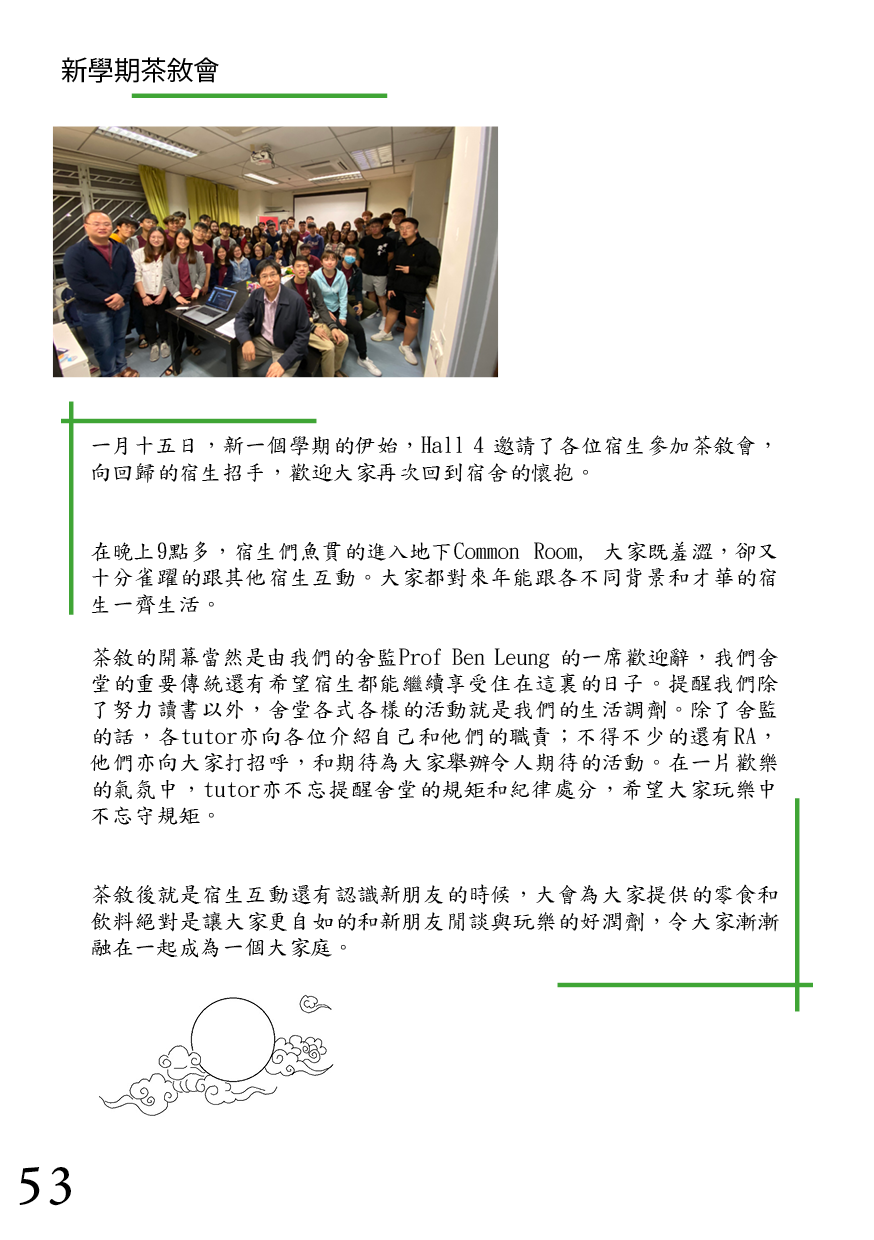 新學期茶敘會
一月十五日，新一個學期的伊始，Hall 4 邀請了各位宿生參加茶敘會，
向回歸的宿生招手，歡迎大家再次回到宿舍的懷抱。
在晚上9點多，宿生們魚貫的進入地下Common Room, 大家既羞澀，卻又
十分雀躍的跟其他宿生互動。大家都對來年能跟各不同背景和才華的宿
生一齊生活。
茶敘的開幕當然是由我們的舍監Prof Ben Leung 的一席歡迎辭，我們舍
堂的重要傳統還有希望宿生都能繼續享受住在這裏的日子。提醒我們除
了努力讀書以外，舍堂各式各樣的活動就是我們的生活調劑。除了舍監
的話，各tutor亦向各位介紹自己和他們的職責；不得不少的還有RA，
他們亦向大家打招呼，和期待為大家舉辦令人期待的活動。在一片歡樂
的氣氛中，tutor亦不忘提醒舍堂的規矩和紀律處分，希望大家玩樂中
不忘守規矩。
茶敘後就是宿生互動還有認識新朋友的時候，大會為大家提供的零食和
飲料絕對是讓大家更自如的和新朋友閒談與玩樂的好潤劑，令大家漸漸
融在一起成為一個大家庭。
53